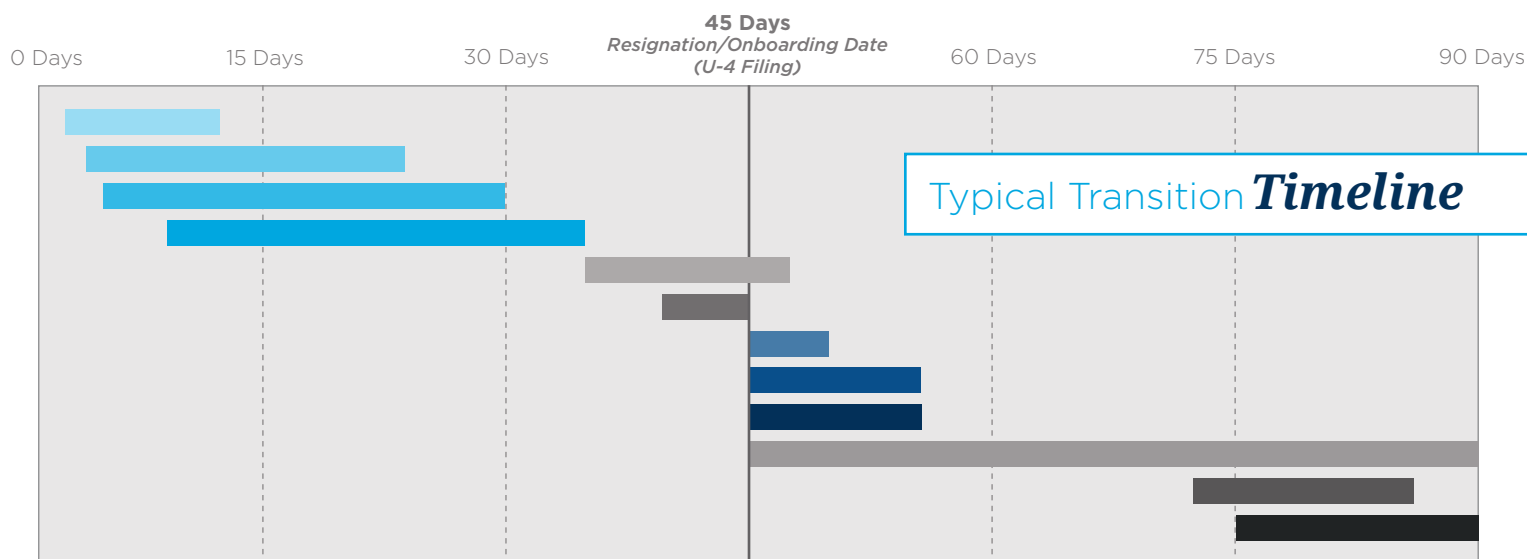 45 Days
Resignation/Onboarding Date
(U-4 Filing)
0 Days
15 Days
30 Days
60 Days
75 Days
90 Days
Typical Transition Timeline